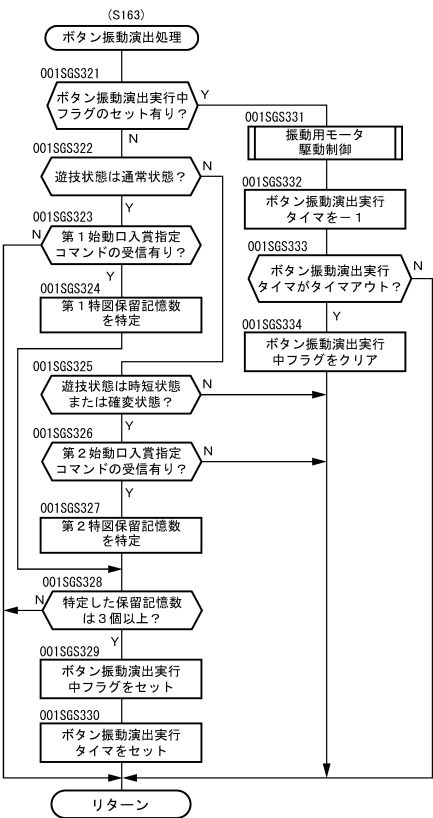 (S163)
ボタン振動演出処理
001SGS321
ボタン振動演出実行中
フラグのセット有り？
Y
N
001SGS322
遊技状態は通常状態？
N
Y
001SGS323
第１始動口入賞指定
コマンドの受信有り？
N
Y
001SGS324
第１特図保留記憶数
を特定
001SGS325
遊技状態は時短状態
または確変状態？
N
Y
001SGS326
第２始動口入賞指定
コマンドの受信有り？
N
Y
001SGS327
第２特図保留記憶数
を特定
001SGS328
特定した保留記憶数
は３個以上？
N
Y
001SGS329
ボタン振動演出実行
中フラグをセット
001SGS330
ボタン振動演出実行
タイマをセット
001SGS331
振動用モータ
駆動制御
001SGS332
ボタン振動演出実行
タイマを－１
001SGS333
ボタン振動演出実行
タイマがタイマアウト？
N
Y
001SGS334
ボタン振動演出実行
中フラグをクリア
リターン